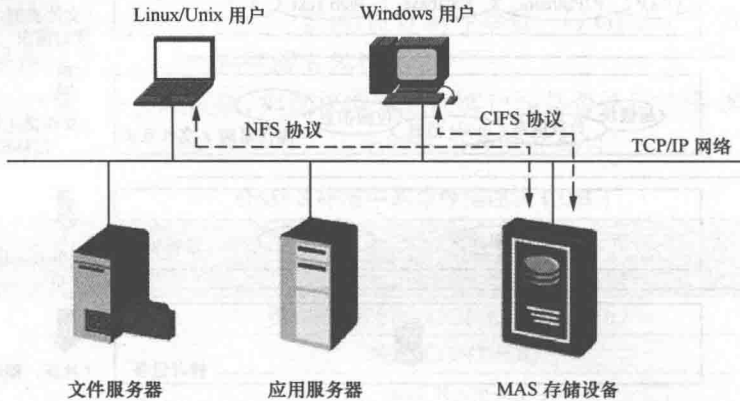 Linux/Unix 用户
Windows 用户
NFS 协议
CIFS 协议
TCP/IP 网络
文件服务器
应用服务器
MAS 存储设备